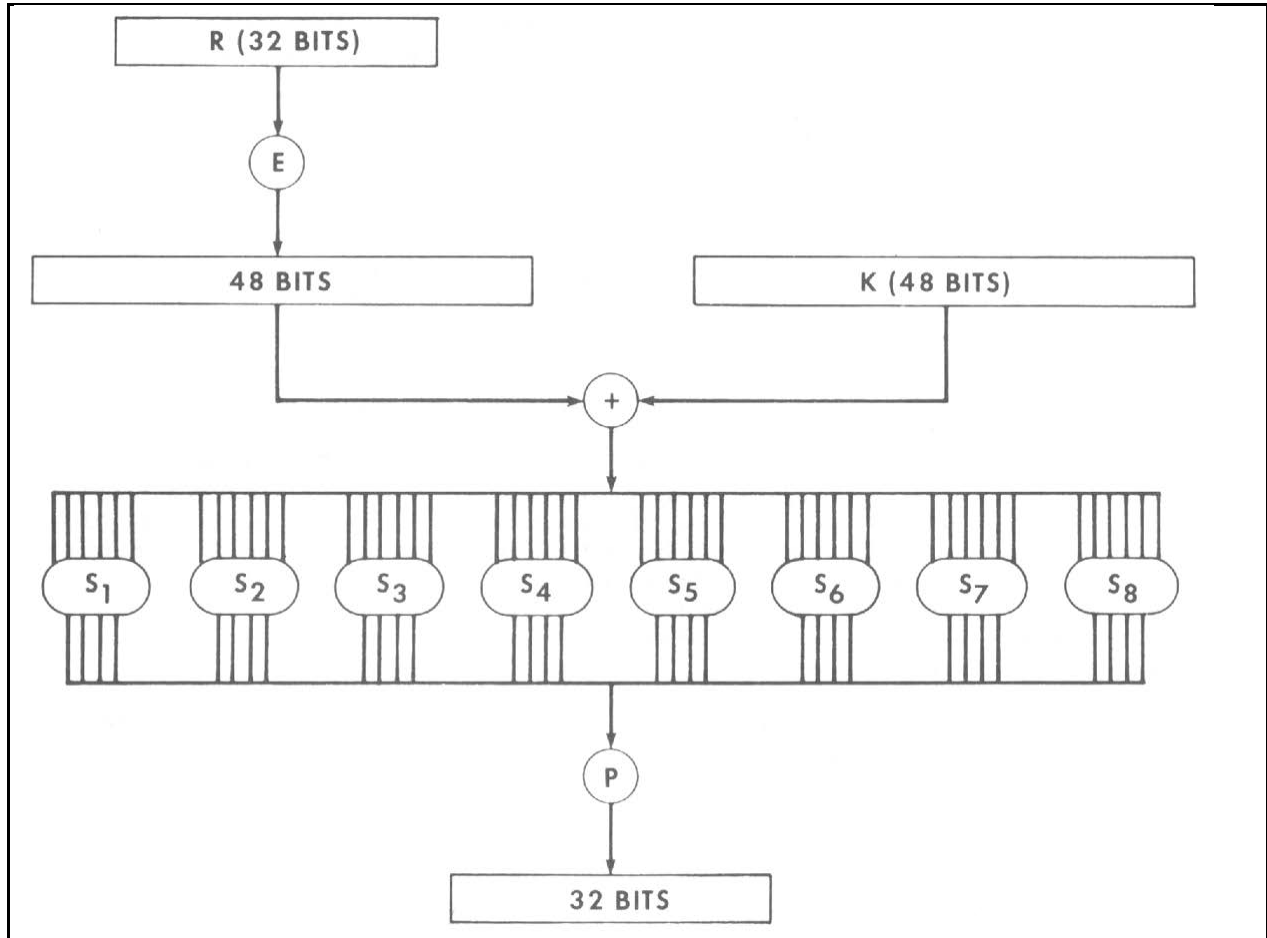 R (32 BITS)
E
48 BITS
K (48 BITS)
+
S1 S2 S3 S4 S5 S6 S7 S8
P
32 BITS